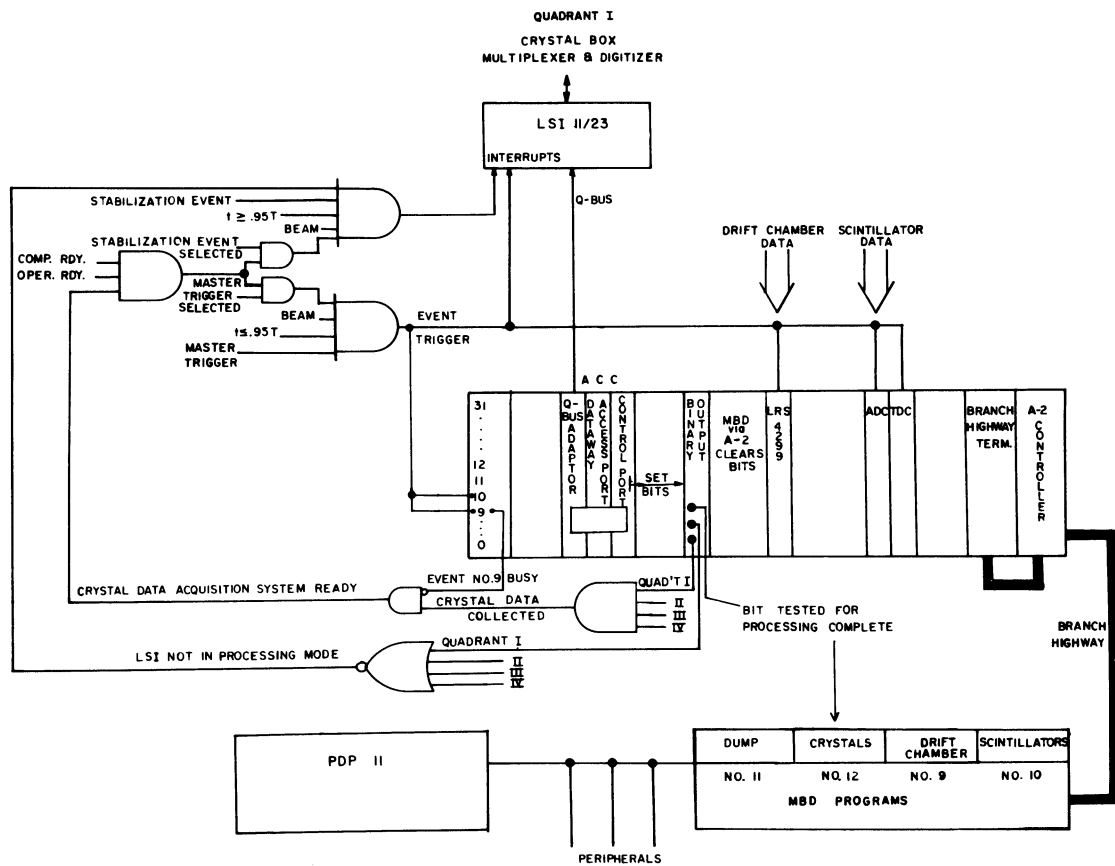 QUADRANT I
CRYSTAL BOX
MULTIPLEXER & DIGITIZER
LSI 11/23
INTERRUPTS
Q-BUS
STABILIZATION EVENT
t ≥ .95T
BEAM
STABILIZATION EVENT
SELECTED
COMP. RDY.
OPER. RDY.
MASTER
TRIGGER
SELECTED
BEAM
t ≤ .95T
MASTER
TRIGGER
EVENT
TRIGGER
DRIFT CHAMBER
DATA
SCINTILLATOR
DATA
A C C
31
12
11
10
9
0
Q-BUS ADAPTOR
DATAWAY
ACCESS PORT
CONTROL PORT
SET
BITS
BINARY
OUTPUT
MBD
via
A-2
CLEARS
BITS
LRS
4299
ADC
TDC
BRANCH
HIGHWAY
TERM.
A-2
CONTROLLER
CRYSTAL DATA ACQUISITION SYSTEM READY
EVENT NO.9 BUSY
CRYSTAL DATA
COLLECTED
QUAD'T I
II
III
IV
BIT TESTED FOR
PROCESSING COMPLETE
LSI NOT IN PROCESSING MODE
QUADRANT I
II
III
IV
BRANCH
HIGHWAY
PDP 11
PERIPHERALS
DUMP
CRYSTALS
DRIFT
CHAMBER
SCINTILLATORS
NO. 11
NO. 12
NO. 9
NO. 10
MBD PROGRAMS